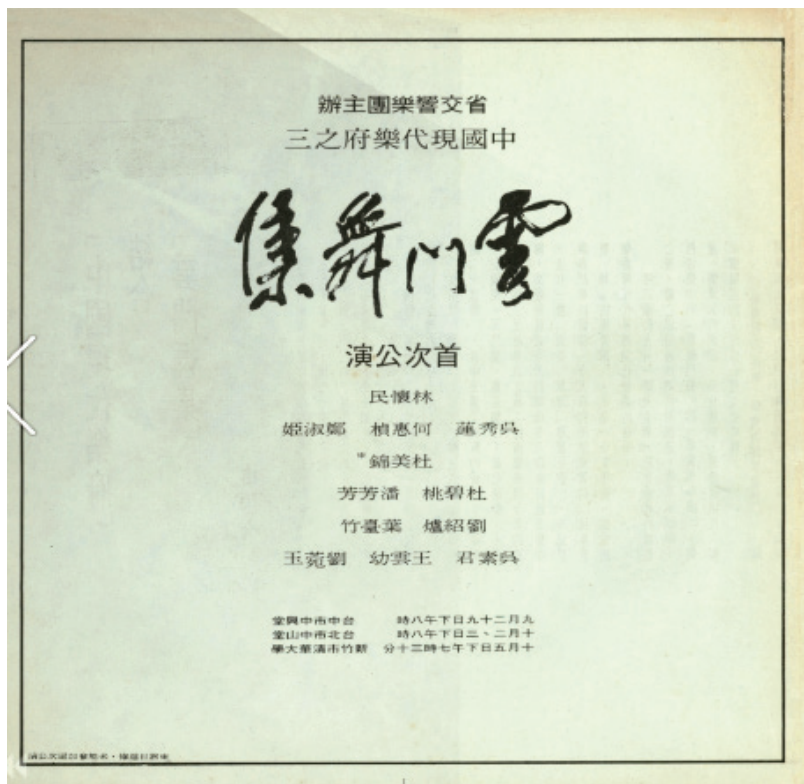 省交響樂團主辦
中國現代樂府之三
雲門舞集
首次公演
林懷民
吳秀蓮 何惠楨 鄭淑姬
杜美錦*
杜碧桃 潘芳芳
劉紹爐 葉臺竹
吳素君 王雲幼 劉菀玉
九月二十九日下午八時 台中市中興堂
十月二、三日下午八時 台北市中山堂
十月五日下午七時三十分 新竹市清華大學